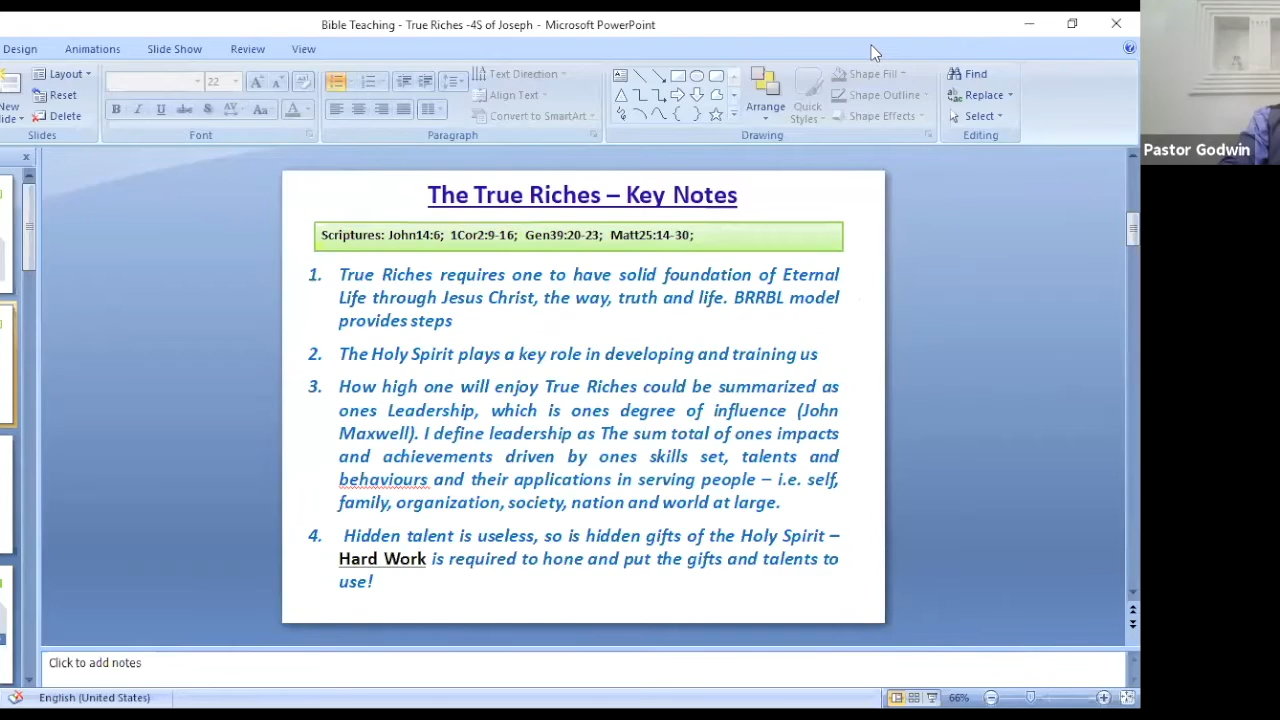 Bible Teaching - True Riches -4S of Joseph - Microsoft PowerPoint
Design Animations Slide Show Review View
Layout
Reset
Delete
New
Slides
22
Text Direction
Align Text
Convert to SmartArt
Arrange
Quick
Styles
Shape Fill
Shape Outline
Shape Effects
Find
Replace
Select
Slides Font Paragraph Drawing Editing
Pastor Godwin
The True Riches – Key Notes
Scriptures: John14:6; 1Cor2:9-16; Gen39:20-23; Matt25:14-30;
1. True Riches requires one to have solid foundation of Eternal
Life through Jesus Christ, the way, truth and life. BRRBL model
provides steps
2. The Holy Spirit plays a key role in developing and training us
3. How high one will enjoy True Riches could be summarized as
ones Leadership, which is ones degree of influence (John
Maxwell). I define leadership as The sum total of ones impacts
and achievements driven by ones skills set, talents and
behaviours and their applications in serving people – i.e. self,
family, organization, society, nation and world at large.
4. Hidden talent is useless, so is hidden gifts of the Holy Spirit –
Hard Work is required to hone and put the gifts and talents to
use!
Click to add notes
English (United States)
66%